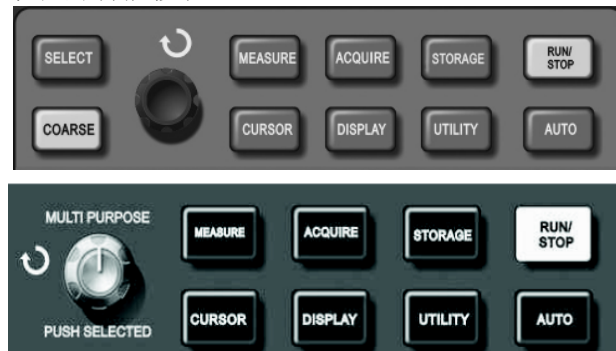 SELECT
MEASURE
ACQUIRE
STORAGE
RUN/
STOP
COARSE
CURSOR
DISPLAY
UTILITY
AUTO
MULTI PURPOSE
PUSH SELECTED
MEASURE
ACQUIRE
STORAGE
RUN/
STOP
CURSOR
DISPLAY
UTILITY
AUTO